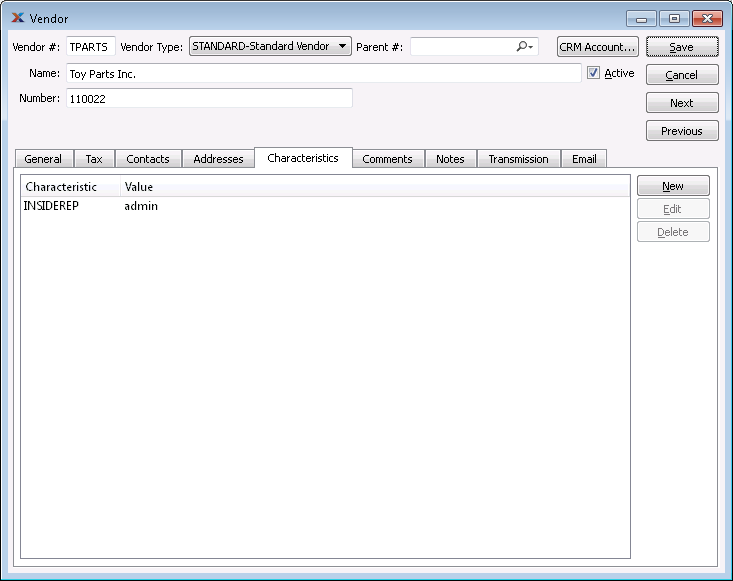 Vendor
Vendor #: TPARTS Vendor Type: STANDARD-Standard Vendor Parent #: CRM Account... Save
Name: Toy Parts Inc. Active Cancel
Number: 110022 Next
Previous
General Tax Contacts Addresses Characteristics Comments Notes Transmission Email
Characteristic Value New
INSIDEREP admin Edit
Delete